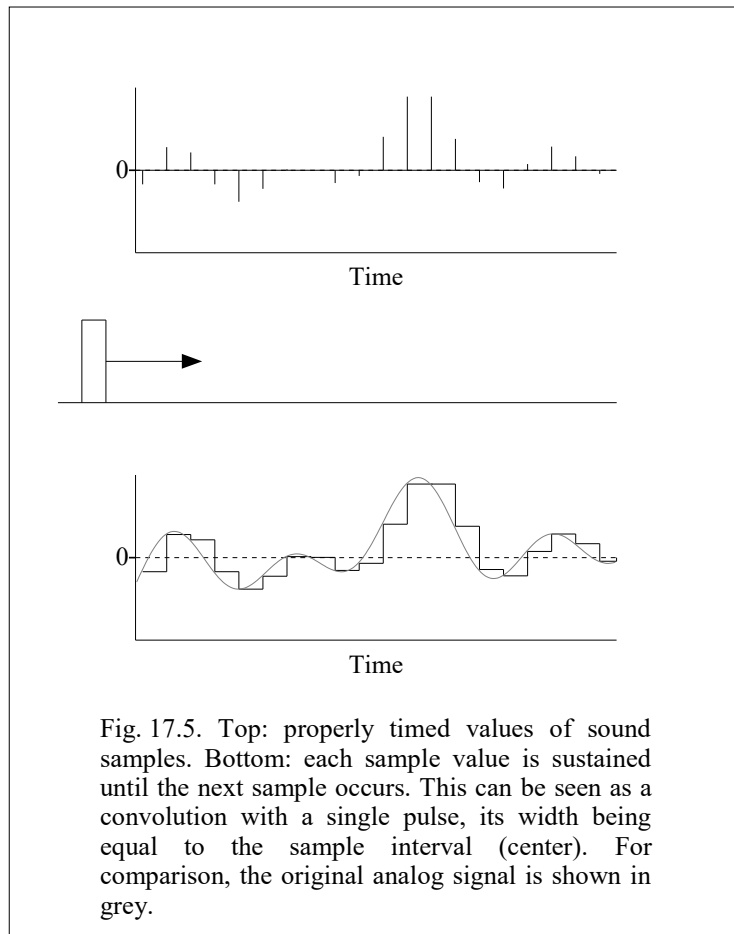 0
Time
0
Time
Fig. 17.5. Top: properly timed values of sound
samples. Bottom: each sample value is sustained
until the next sample occurs. This can be seen as a
convolution with a single pulse, its width being
equal to the sample interval (center). For
comparison, the original analog signal is shown in
grey.